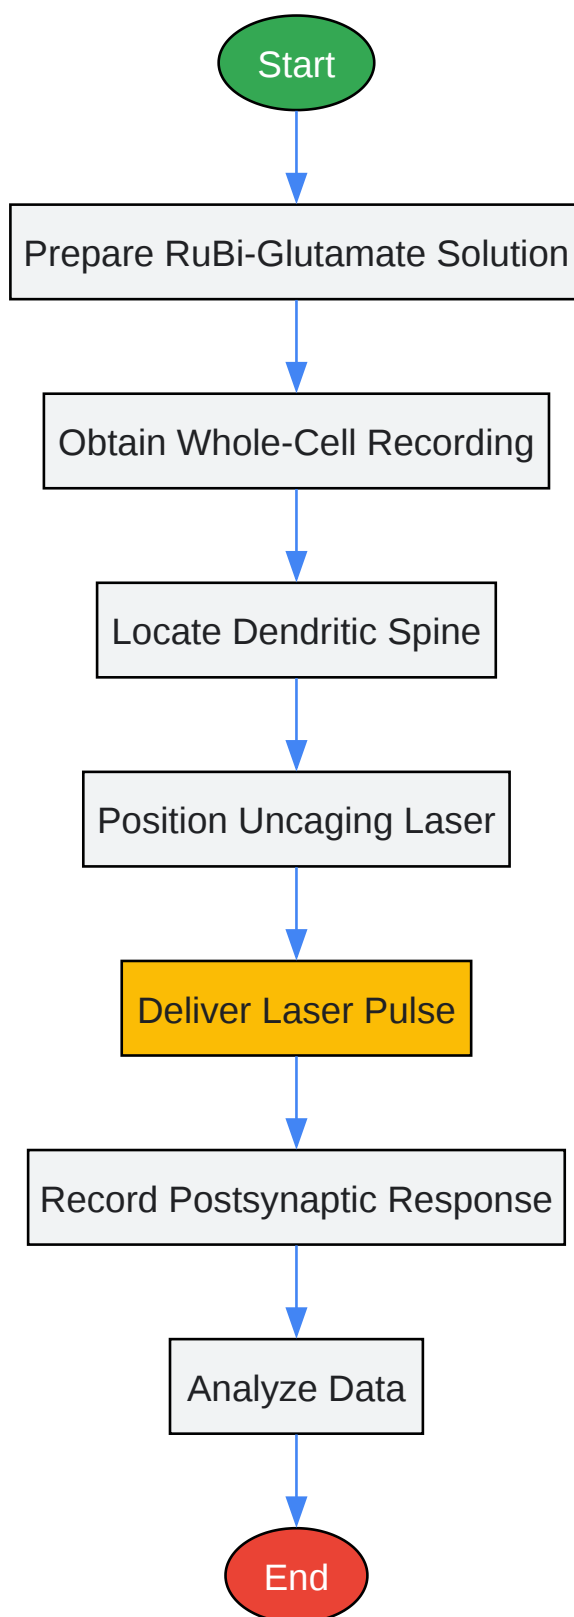 Start
Prepare RuBi-Glutamate Solution
Obtain Whole-Cell Recording
Locate Dendritic Spine
Position Uncaging Laser
Deliver Laser Pulse
Record Postsynaptic Response
Analyze Data
End